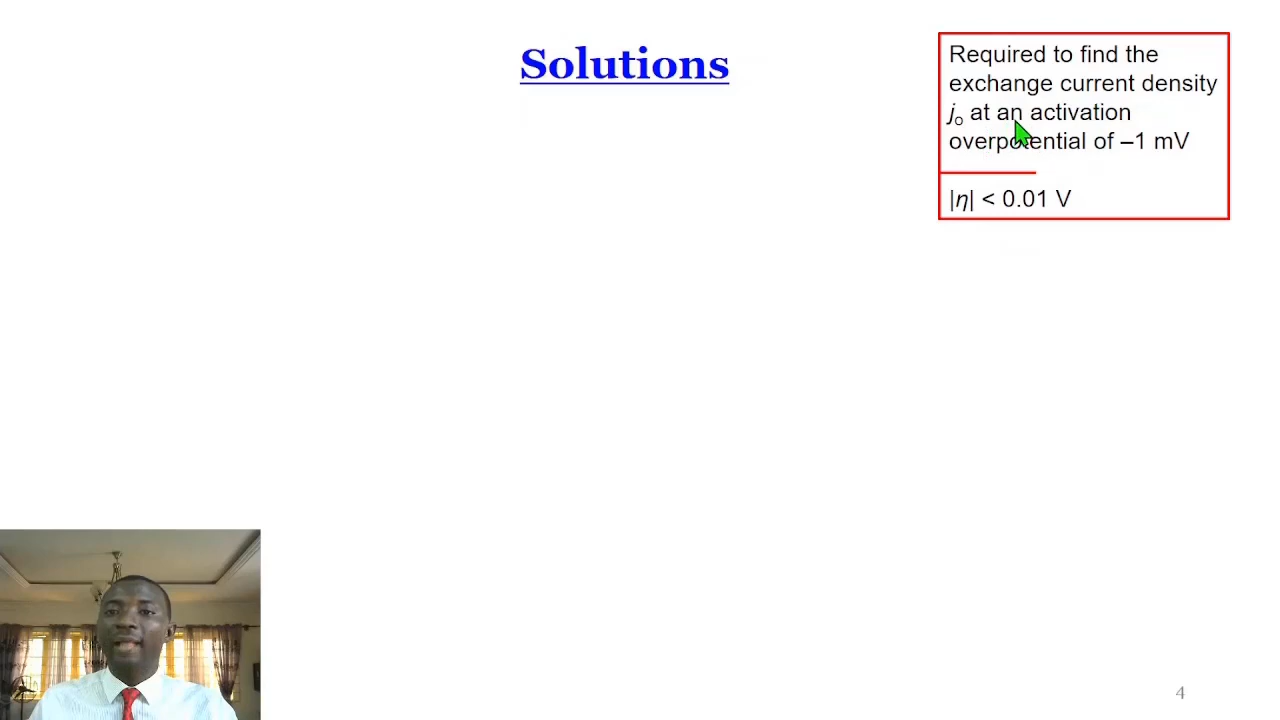 Solutions
Required to find the
exchange current density
jo at an activation
overpotential of –1 mV
|η| < 0.01 V
4